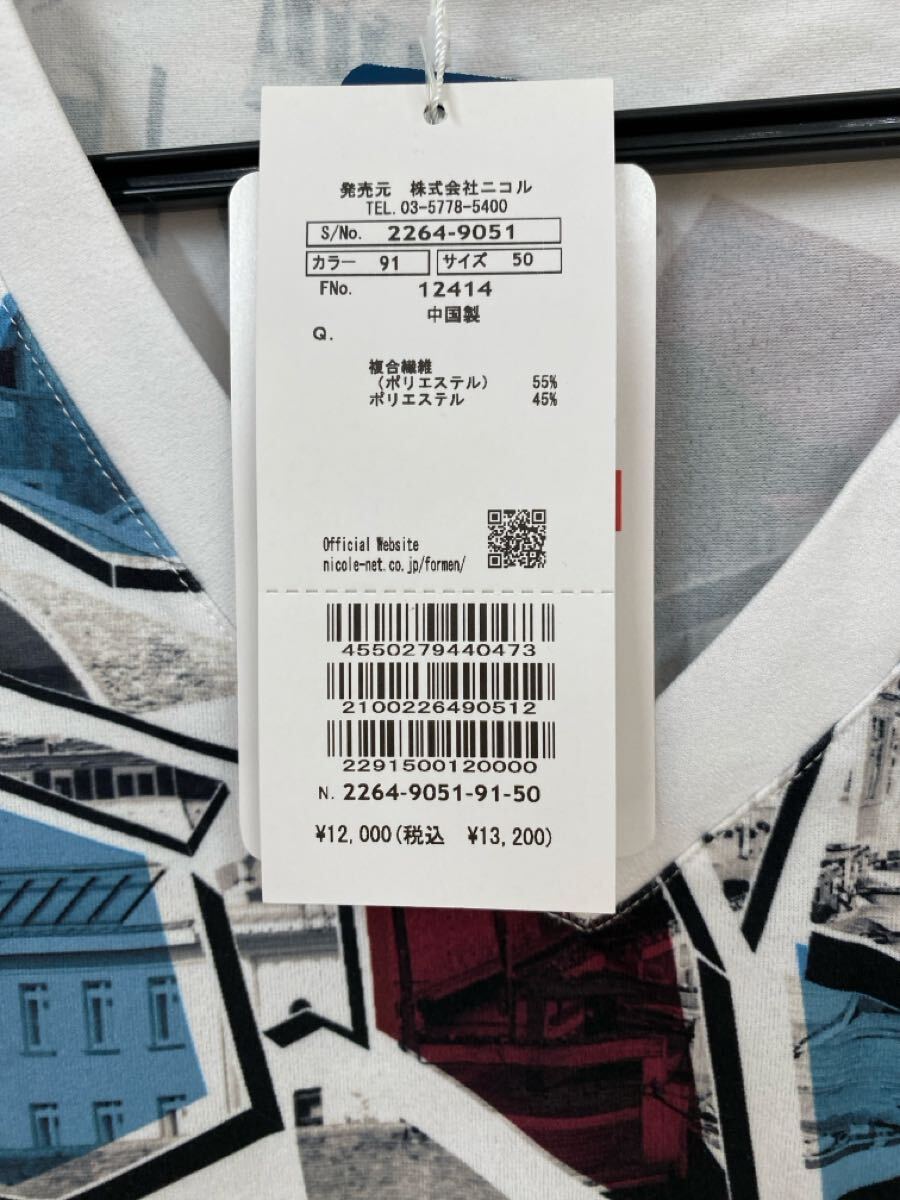 発売元 株式会社ニコル
TEL. 03-5778-5400
S/No. 2264-9051
カラー 91 サイズ 50
FNo. 12414
中国製
Q.
複合繊維
(ポリエステル) 55%
ポリエステル 45%
Official Website
nicole-net.co.jp/formen/
4550279440473
2100226490512
2291500120000
N. 2264-9051-91-50
¥12,000(税込 ¥13,200)